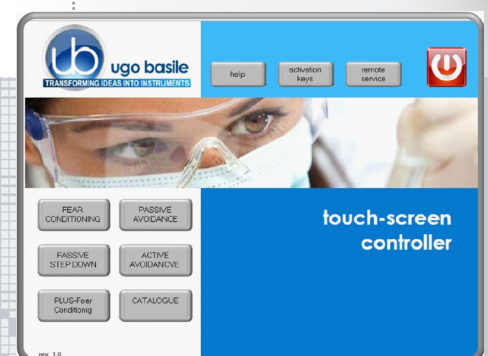 ub ugo basile
TRANSFORMING IDEAS INTO INSTRUMENTS
help
activation
keys
remote
service
FEAR
CONDITIONING
PASSIVE
AVOIDANCE
PASSIVE
STEP DOWN
ACTIVE
AVOIDANCVE
PLUS-Fear
Conditionig
CATALOGUE
touch-screen
controller
rev. 1.0